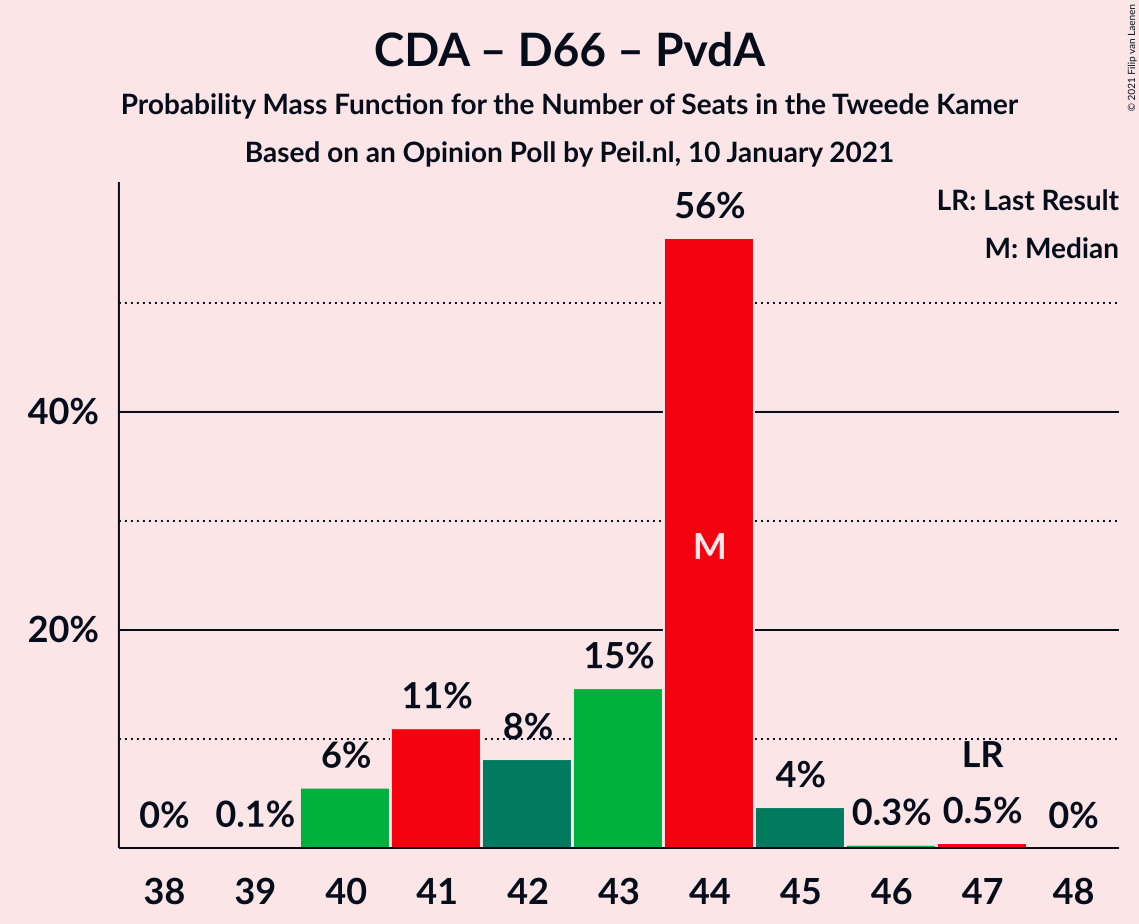 CDA – D66 – PvdA
Probability Mass Function for the Number of Seats in the Tweede Kamer
Based on an Opinion Poll by Peil.nl, 10 January 2021
© 2021 Filip van Laenen
LR: Last Result
M: Median
40%
20%
0%
0.1%
6%
11%
8%
15%
56%
M
4%
0.3%
LR
0.5%
0%
38 39 40 41 42 43 44 45 46 47 48